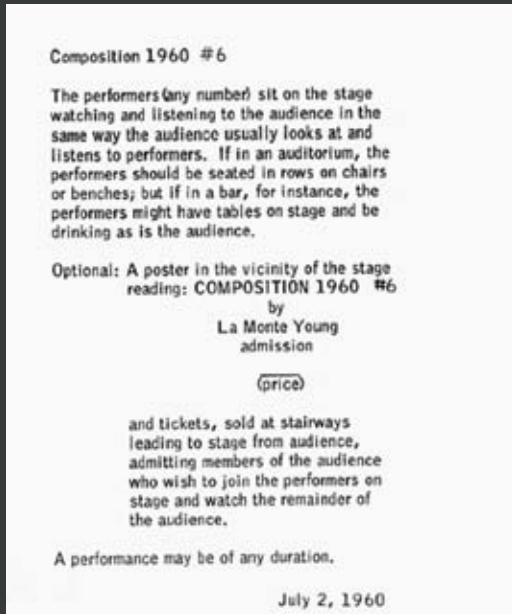 Composition 1960 #6
The performers (any number) sit on the stage
watching and listening to the audience in the
same way the audience usually looks at and
listens to performers. If in an auditorium, the
performers should be seated in rows on chairs
or benches; but if in a bar, for instance, the
performers might have tables on stage and be
drinking as is the audience.
Optional: A poster in the vicinity of the stage
reading: COMPOSITION 1960 #6
by
La Monte Young
admission
(price)
and tickets, sold at stairways
leading to stage from audience,
admitting members of the audience
who wish to join the performers on
stage and watch the remainder of
the audience.
A performance may be of any duration.
July 2, 1960